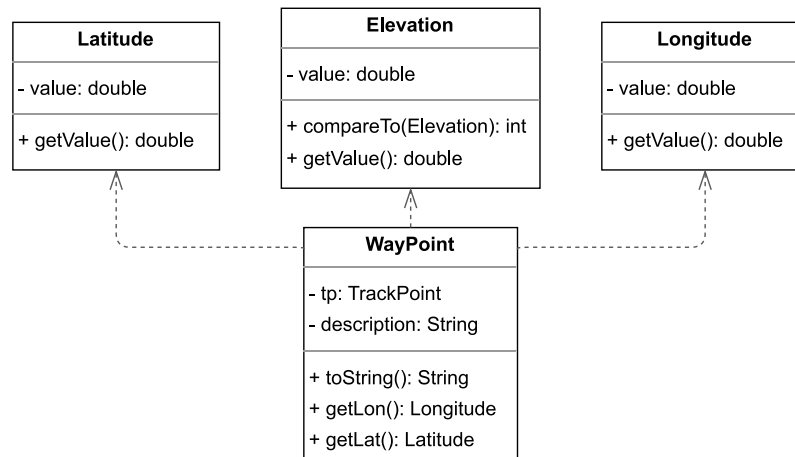 Latitude
- value: double
+ getValue(): double
Elevation
- value: double
+ compareTo(Elevation): int
+ getValue(): double
Longitude
- value: double
+ getValue(): double
WayPoint
- tp: TrackPoint
- description: String
+ toString(): String
+ getLon(): Longitude
+ getLat(): Latitude